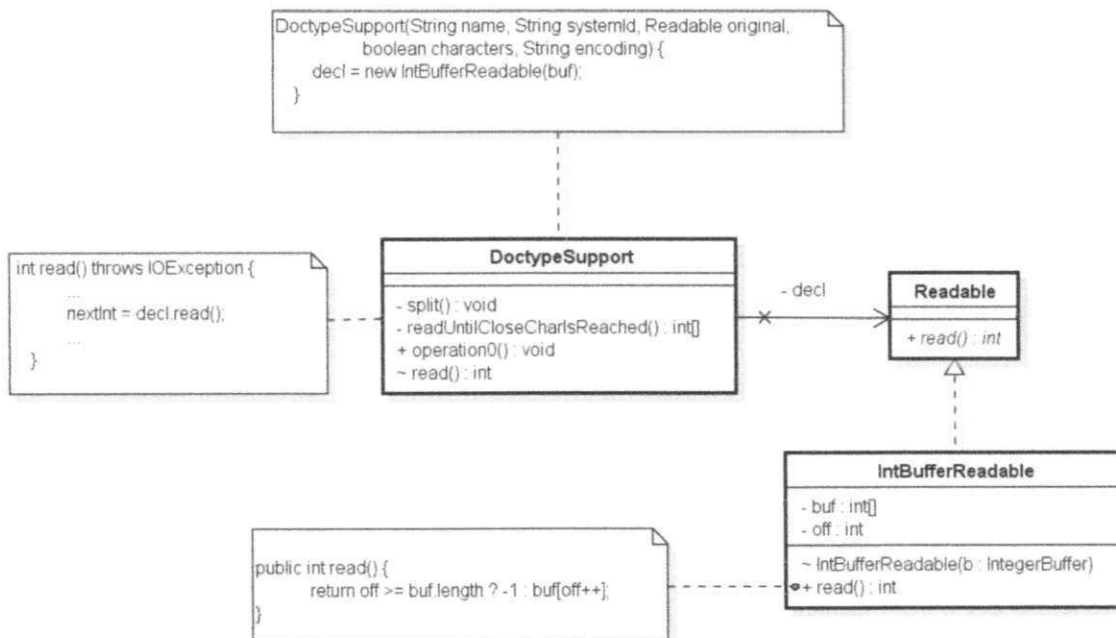 DoctypeSupport(String name, String systemId, Readable original,
boolean characters, String encoding) {
decl = new IntBufferReadable(buf);
}
int read() throws IOException {
...
nextInt = decl.read();
...
}
DoctypeSupport
- split() : void
- readUntilCloseCharIsReached() : int[]
+ operation0() : void
~ read() : int
- decl
Readable
+ read() : int
IntBufferReadable
- buf : int[]
- off : int
~ IntBufferReadable(b : IntegerBuffer)
+ read() : int
public int read() {
return off >= buf.length ? -1 : buf[off++];
}